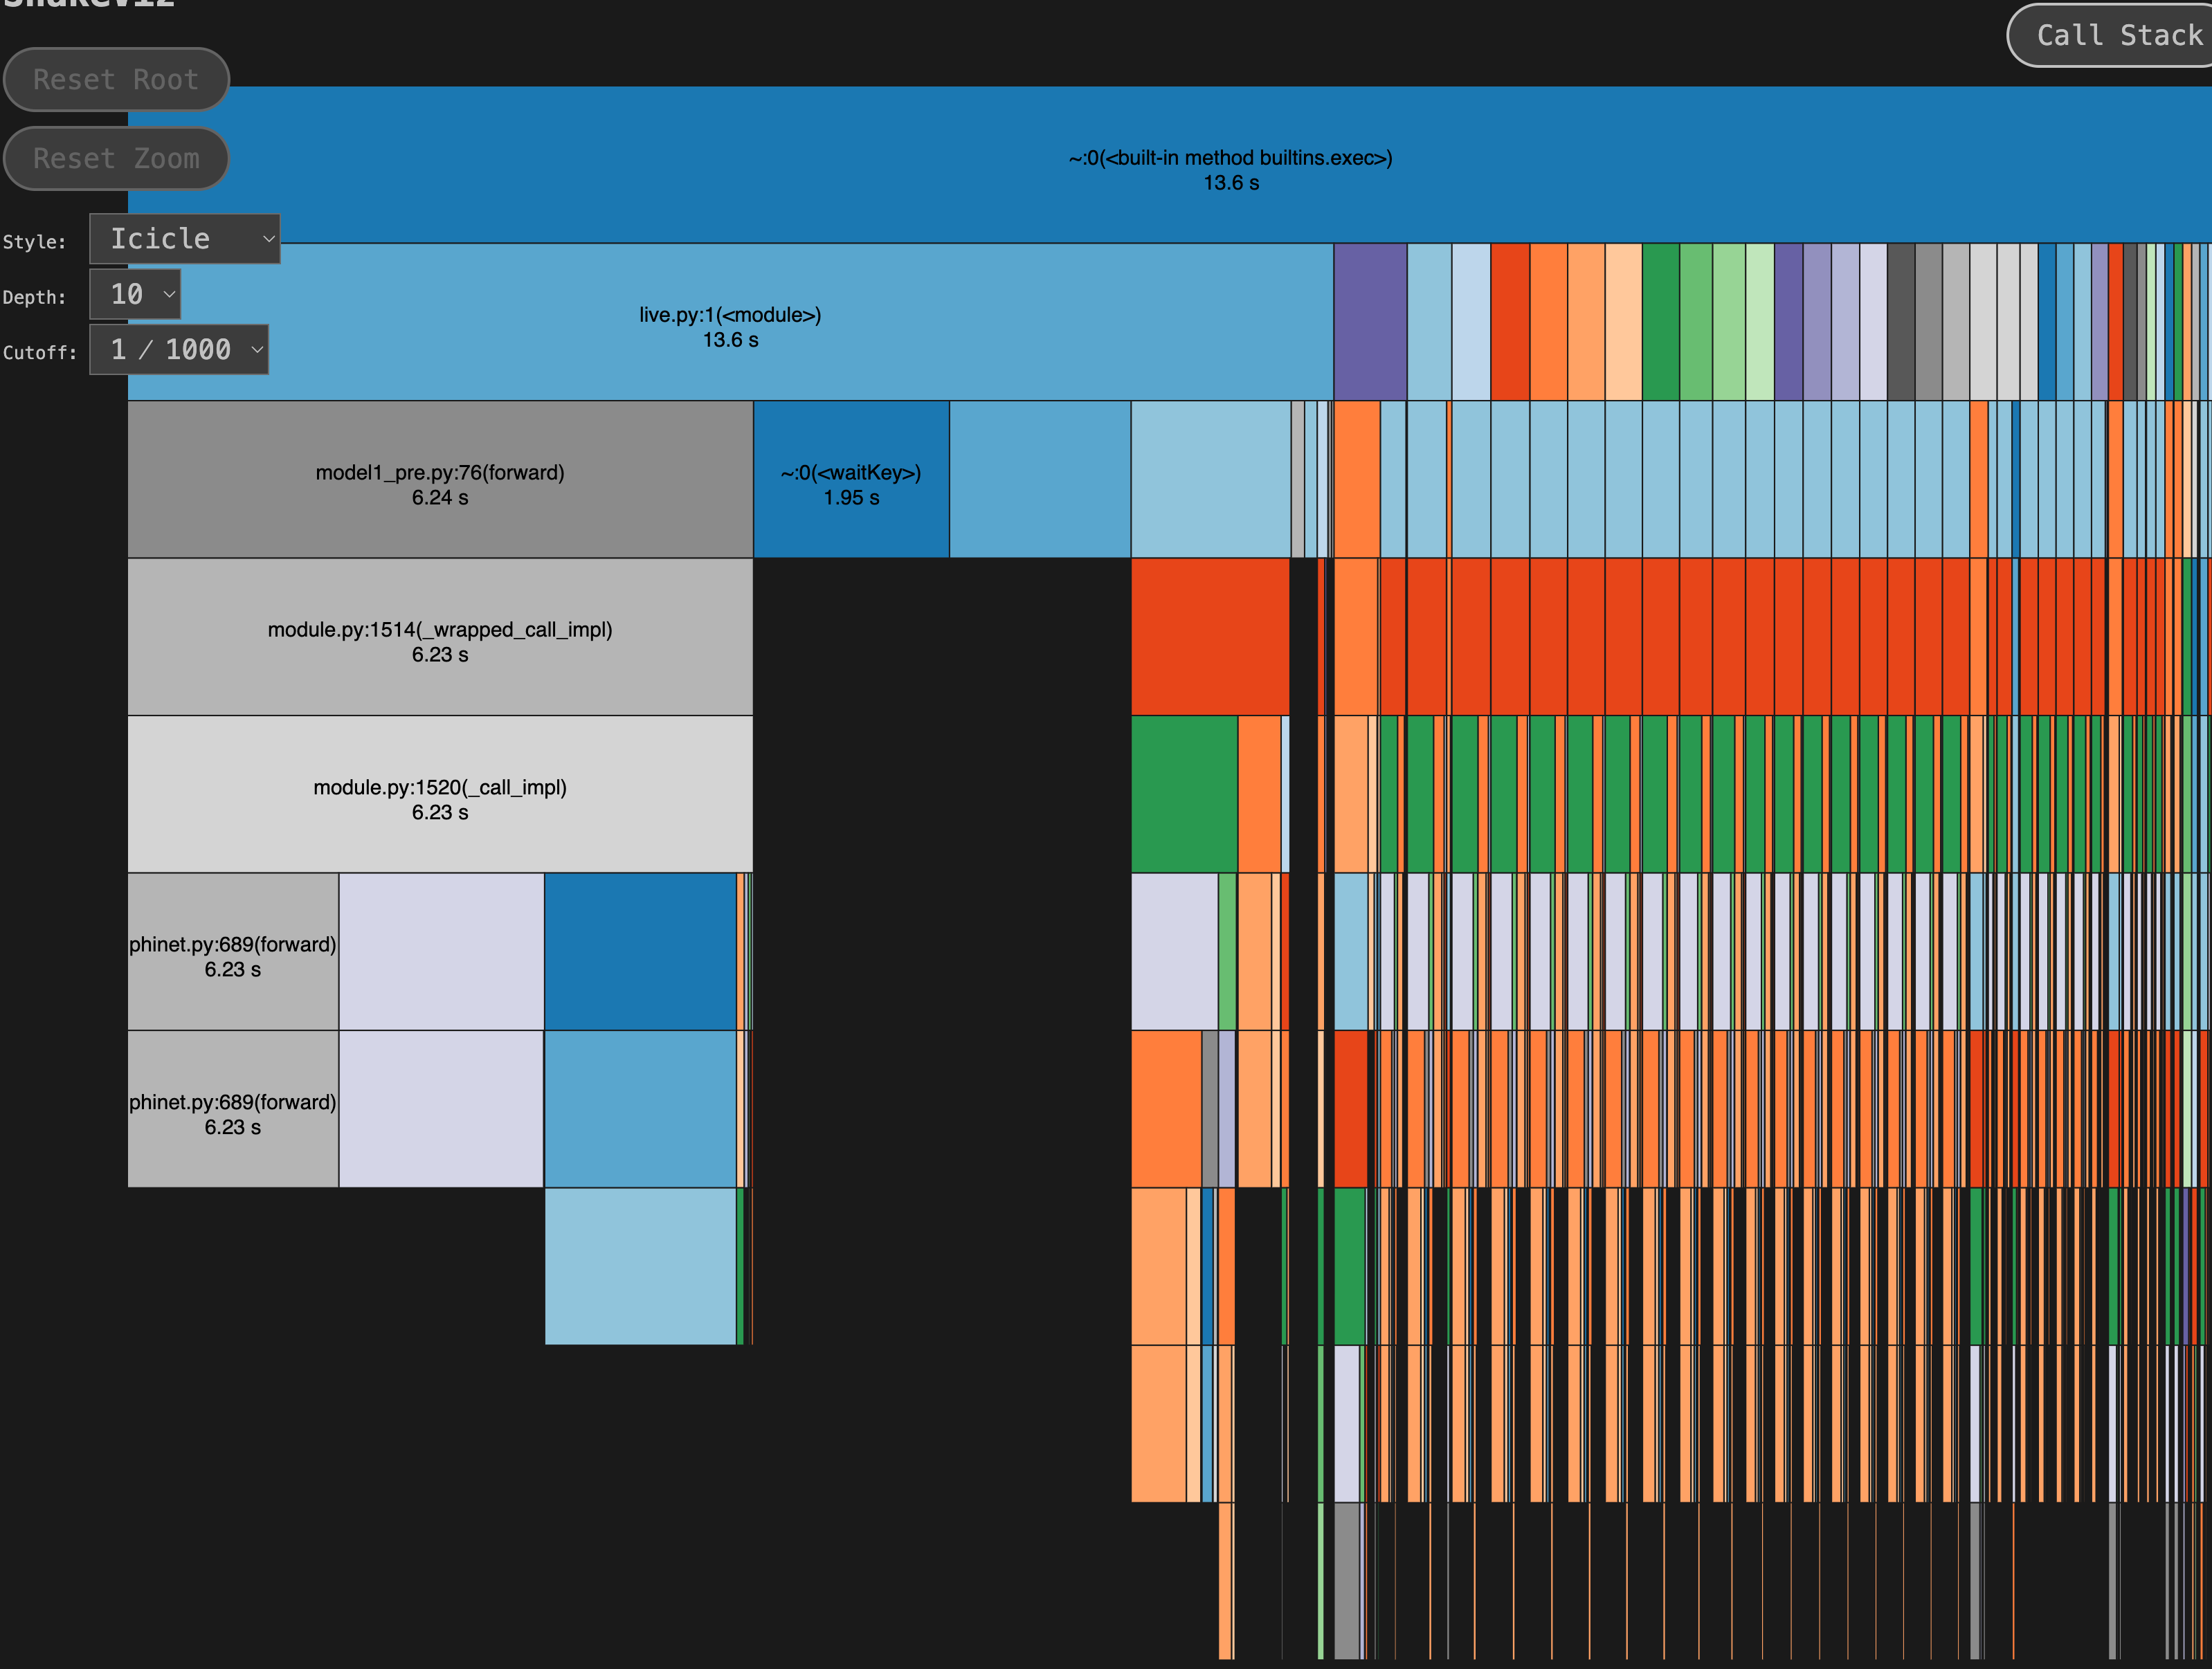 SnakeViz
Call Stack
Reset Root
Reset Zoom
Style:
Icicle
Depth:
10
Cutoff:
1 / 1000
~:0(<built-in method builtins.exec>)
13.6 s
live.py:1(<module>)
13.6 s
model1_pre.py:76(forward)
6.24 s
~:0(<waitKey>)
1.95 s
module.py:1514(_wrapped_call_impl)
6.23 s
module.py:1520(_call_impl)
6.23 s
phinet.py:689(forward)
6.23 s
phinet.py:689(forward)
6.23 s